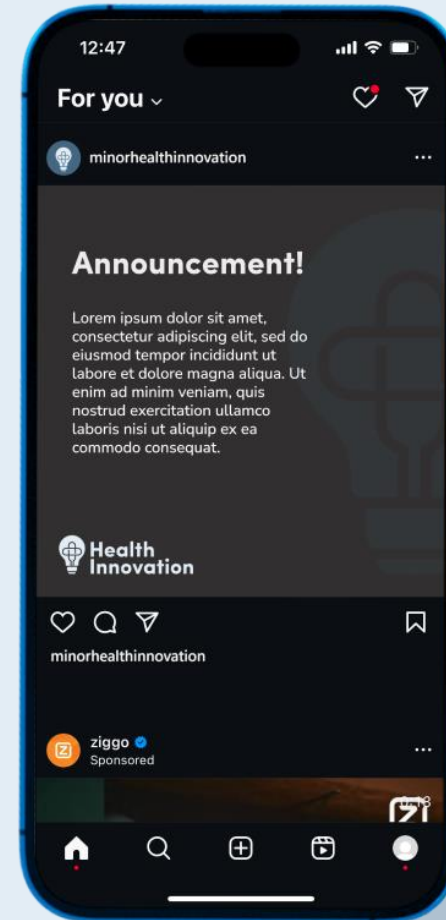 12:47
For you
minorhealthinnovation
Announcement!
Lorem ipsum dolor sit amet,
consectetur adipiscing elit, sed do
eiusmod tempor incididunt ut
labore et dolore magna aliqua. Ut
enim ad minim veniam, quis
nostrud exercitation ullamco
laboris nisi ut aliquip ex ea
commodo consequat.
Health
Innovation
minorhealthinnovation
ziggo
Sponsored